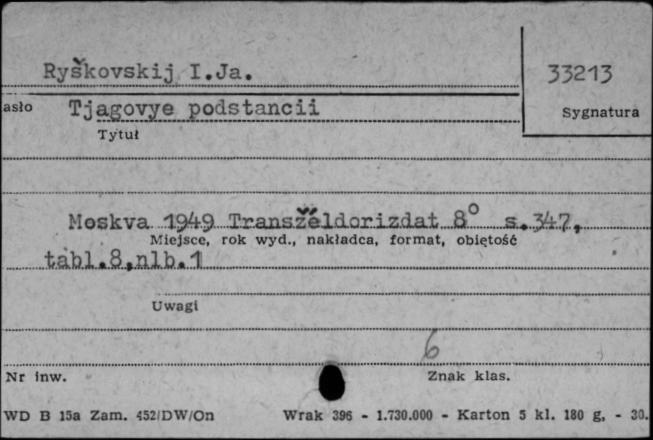 Ryškovskij I.Ja.
33213
asło
Tjagovye podstancii
Sygnatura
Tytuł
Moskva 1949 Transžéldorizdat 8° s.347,
Miejsce, rok wyd., nakładca, format, obiętość
tabl.8,nlb.1
Uwagi
6
Nr inw.
Znak klas.
WD B 15a Zam. 452/DW/On Wrak 396 - 1.730.000 - Karton 5 kl. 180 g, - 30.